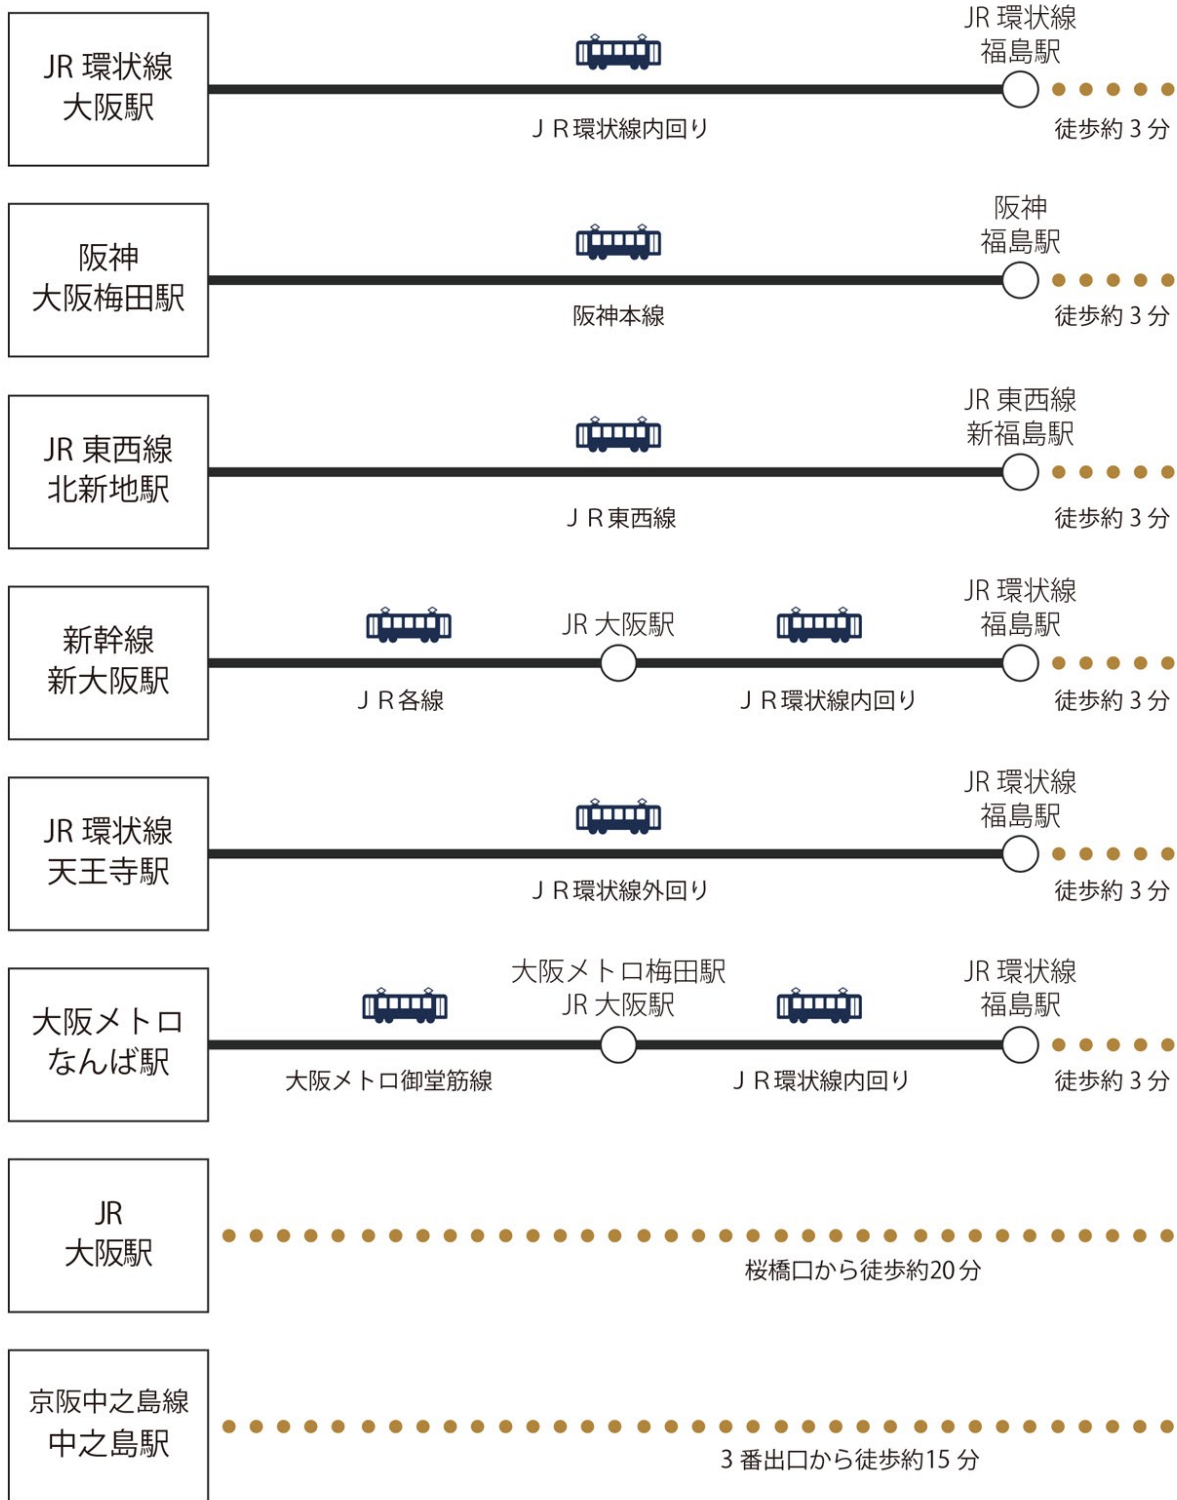 JR 環状線
大阪駅
JR 環状線
福島駅
ＪＲ環状線内回り
徒歩約 3 分
阪神
大阪梅田駅
阪神
福島駅
阪神本線
徒歩約 3 分
JR 東西線
北新地駅
JR 東西線
新福島駅
ＪＲ東西線
徒歩約 3 分
新幹線
新大阪駅
JR 大阪駅
JR 環状線
福島駅
ＪＲ各線
ＪＲ環状線内回り
徒歩約 3 分
JR 環状線
天王寺駅
JR 環状線
福島駅
ＪＲ環状線外回り
徒歩約 3 分
大阪メトロ
なんば駅
大阪メトロ梅田駅
JR 大阪駅
JR 環状線
福島駅
大阪メトロ御堂筋線
ＪＲ環状線内回り
徒歩約 3 分
JR
大阪駅
桜橋口から徒歩約20 分
京阪中之島線
中之島駅
3 番出口から徒歩約15 分